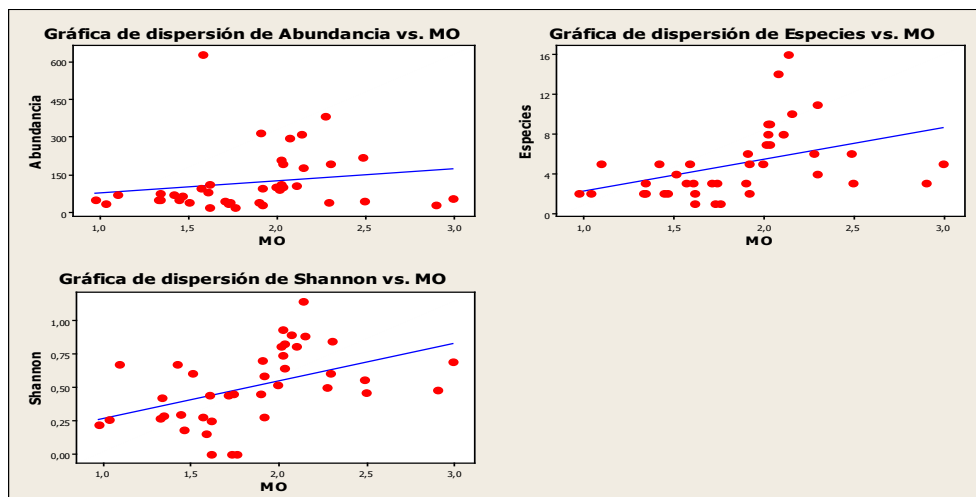 Gráfica de dispersión de Abundancia vs. MO
600
450
300
150
0
Abundancia
1,0 1,5 2,0 2,5 3,0
MO
Gráfica de dispersión de Especies vs. MO
16
12
8
4
0
Especies
1,0 1,5 2,0 2,5 3,0
MO
Gráfica de dispersión de Shannon vs. MO
1,00
0,75
0,50
0,25
0,00
Shannon
1,0 1,5 2,0 2,5 3,0
MO